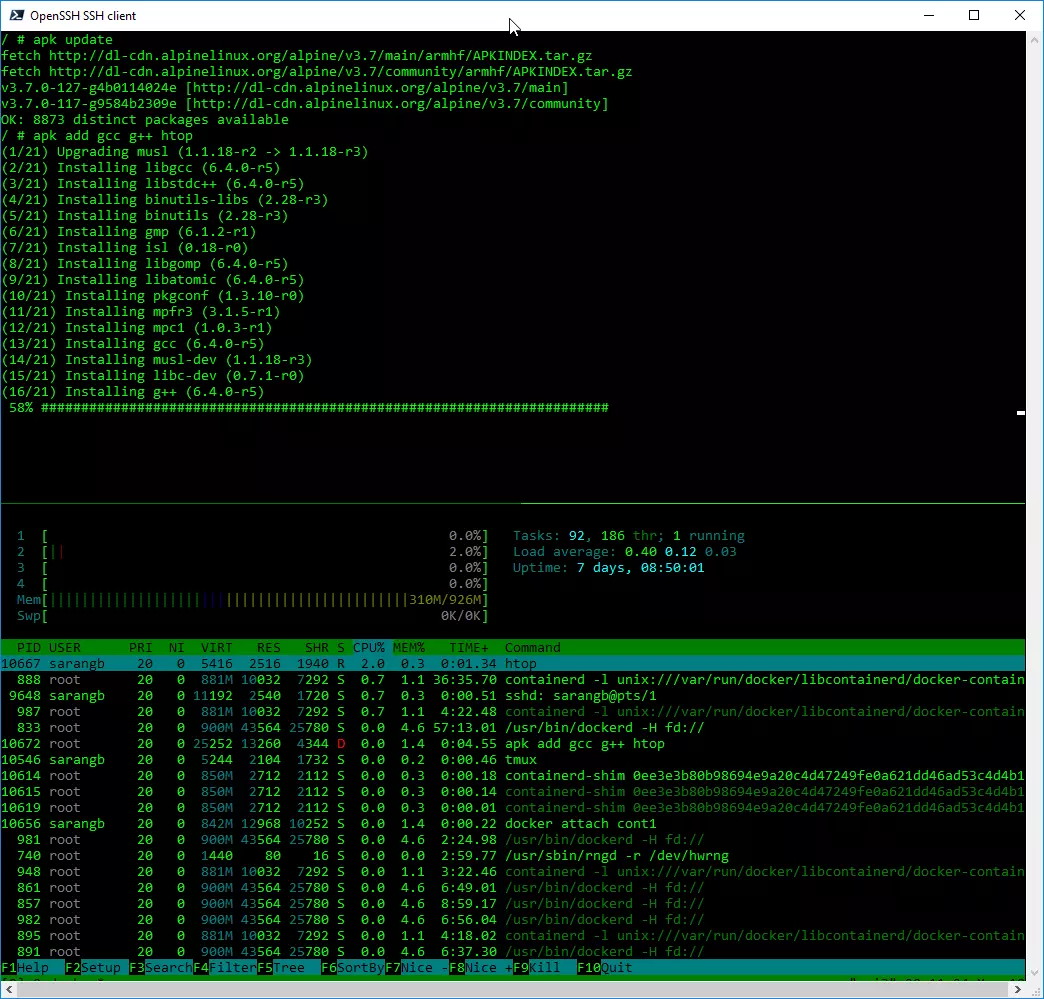 OpenSSH SSH client
/ # apk update
fetch http://dl-cdn.alpinelinux.org/alpine/v3.7/main/armhf/APKINDEX.tar.gz
fetch http://dl-cdn.alpinelinux.org/alpine/v3.7/community/armhf/APKINDEX.tar.gz
v3.7.0-127-g4b0114024e [http://dl-cdn.alpinelinux.org/alpine/v3.7/main]
v3.7.0-117-g9584b2309e [http://dl-cdn.alpinelinux.org/alpine/v3.7/community]
OK: 8873 distinct packages available
/ # apk add gcc g++ htop
(1/21) Upgrading musl (1.1.18-r2 -> 1.1.18-r3)
(2/21) Installing libgcc (6.4.0-r5)
(3/21) Installing libstdc++ (6.4.0-r5)
(4/21) Installing binutils-libs (2.28-r3)
(5/21) Installing binutils (2.28-r3)
(6/21) Installing gmp (6.1.2-r1)
(7/21) Installing isl (0.18-r0)
(8/21) Installing libgomp (6.4.0-r5)
(9/21) Installing libatomic (6.4.0-r5)
(10/21) Installing pkgconf (1.3.10-r0)
(11/21) Installing mpfr3 (3.1.5-r1)
(12/21) Installing mpc1 (1.0.3-r1)
(13/21) Installing gcc (6.4.0-r5)
(14/21) Installing musl-dev (1.1.18-r3)
(15/21) Installing libc-dev (0.7.1-r0)
(16/21) Installing g++ (6.4.0-r5)
58% #######################################################################
1 [ 0.0%] Tasks: 92, 186 thr; 1 running
2 [|| 2.0%] Load average: 0.40 0.12 0.03
3 [ 0.0%] Uptime: 7 days, 08:50:01
4 [ 0.0%]
Mem[|||||||||||||||||||||||||||||||||||||||||||||310M/926M]
Swp[ 0K/0K]
PID USER PRI NI VIRT RES SHR S CPU% MEM% TIME+ Command
10667 sarangb 20 0 5416 2516 1940 R 2.0 0.3 0:01.34 htop
888 root 20 0 881M 10032 7292 S 0.7 1.1 36:35.70 containerd -l unix:///var/run/docker/libcontainerd/docker-contain
9648 sarangb 20 0 11192 2540 1720 S 0.7 0.3 0:00.51 sshd: sarangb@pts/1
987 root 20 0 881M 10032 7292 S 0.7 1.1 4:22.48 containerd -l unix:///var/run/docker/libcontainerd/docker-contain
833 root 20 0 900M 43564 25780 S 0.0 4.6 57:13.01 /usr/bin/dockerd -H fd://
10672 root 20 0 25252 13260 4344 D 0.0 1.4 0:04.55 apk add gcc g++ htop
10546 sarangb 20 0 5244 2104 1732 S 0.0 0.2 0:00.46 tmux
10614 root 20 0 850M 2712 2112 S 0.0 0.3 0:00.18 containerd-shim 0ee3e3b80b98694e9a20c4d47249fe0a621dd46ad53c4d4b1
10615 root 20 0 850M 2712 2112 S 0.0 0.3 0:00.14 containerd-shim 0ee3e3b80b98694e9a20c4d47249fe0a621dd46ad53c4d4b1
10619 root 20 0 850M 2712 2112 S 0.0 0.3 0:00.01 containerd-shim 0ee3e3b80b98694e9a20c4d47249fe0a621dd46ad53c4d4b1
10656 sarangb 20 0 842M 12968 10252 S 0.0 1.4 0:00.22 docker attach cont1
981 root 20 0 900M 43564 25780 S 0.0 4.6 2:24.98 /usr/bin/dockerd -H fd://
740 root 20 0 1440 80 16 S 0.0 0.0 2:59.77 /usr/sbin/rngd -r /dev/hwrng
948 root 20 0 881M 10032 7292 S 0.0 1.1 3:22.46 containerd -l unix:///var/run/docker/libcontainerd/docker-contain
861 root 20 0 900M 43564 25780 S 0.0 4.6 6:49.01 /usr/bin/dockerd -H fd://
857 root 20 0 900M 43564 25780 S 0.0 4.6 8:59.17 /usr/bin/dockerd -H fd://
982 root 20 0 900M 43564 25780 S 0.0 4.6 6:56.04 /usr/bin/dockerd -H fd://
895 root 20 0 881M 10032 7292 S 0.0 1.1 4:18.02 containerd -l unix:///var/run/docker/libcontainerd/docker-contain
891 root 20 0 900M 43564 25780 S 0.0 4.6 6:37.30 /usr/bin/dockerd -H fd://
F1Help F2Setup F3SearchF4FilterF5Tree F6SortByF7Nice -F8Nice +F9Kill F10Quit